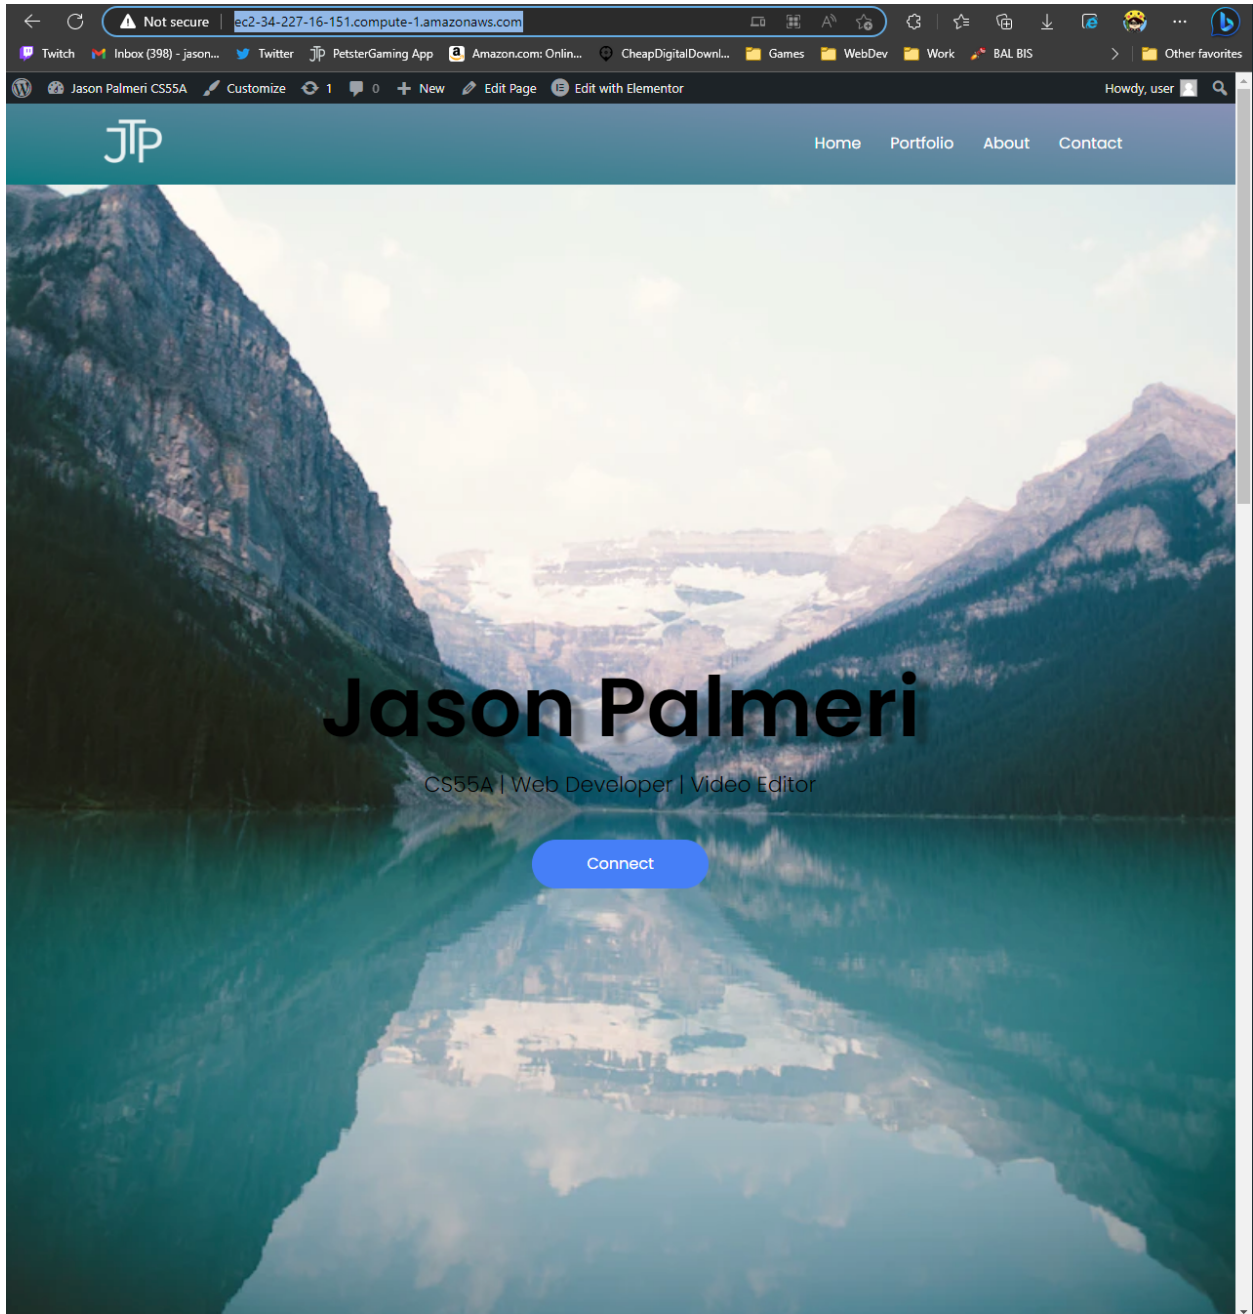 Not secure ec2-34-227-16-151.compute-1.amazonaws.com
Twitch Inbox (398) - jason... Twitter JTP PetsterGaming App a Amazon.com: Onlin... CheapDigitalDownl... Games WebDev Work BAL BIS Other favorites
Jason Palmeri CS55A Customize 1 0 New Edit Page Edit with Elementor Howdy, user
JTP Home Portfolio About Contact
Jason Palmeri
CS55A | Web Developer | Video Editor
Connect